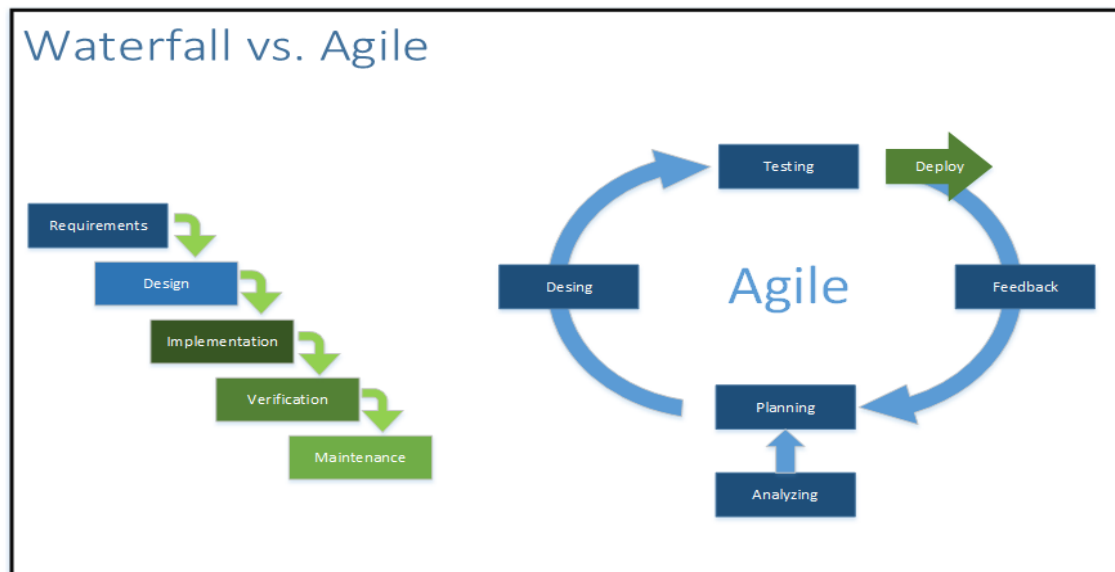 Waterfall vs. Agile
Requirements
Design
Implementation
Verification
Maintenance
Testing
Deploy
Desing
Agile
Feedback
Planning
Analyzing